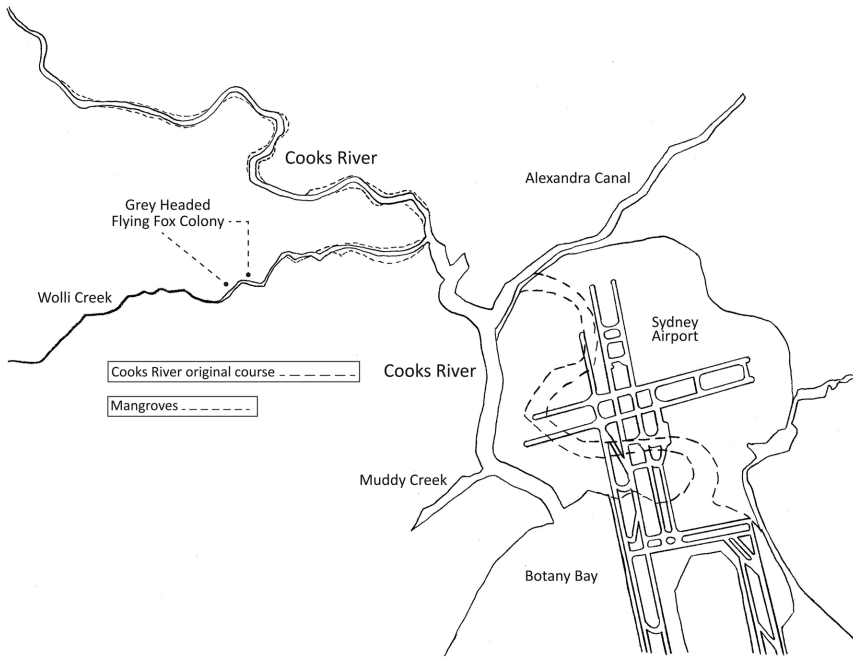 Cooks River
Alexandra Canal
Grey Headed
Flying Fox Colony
Wolli Creek
Sydney
Airport
Cooks River original course
Cooks River
Mangroves
Muddy Creek
Botany Bay